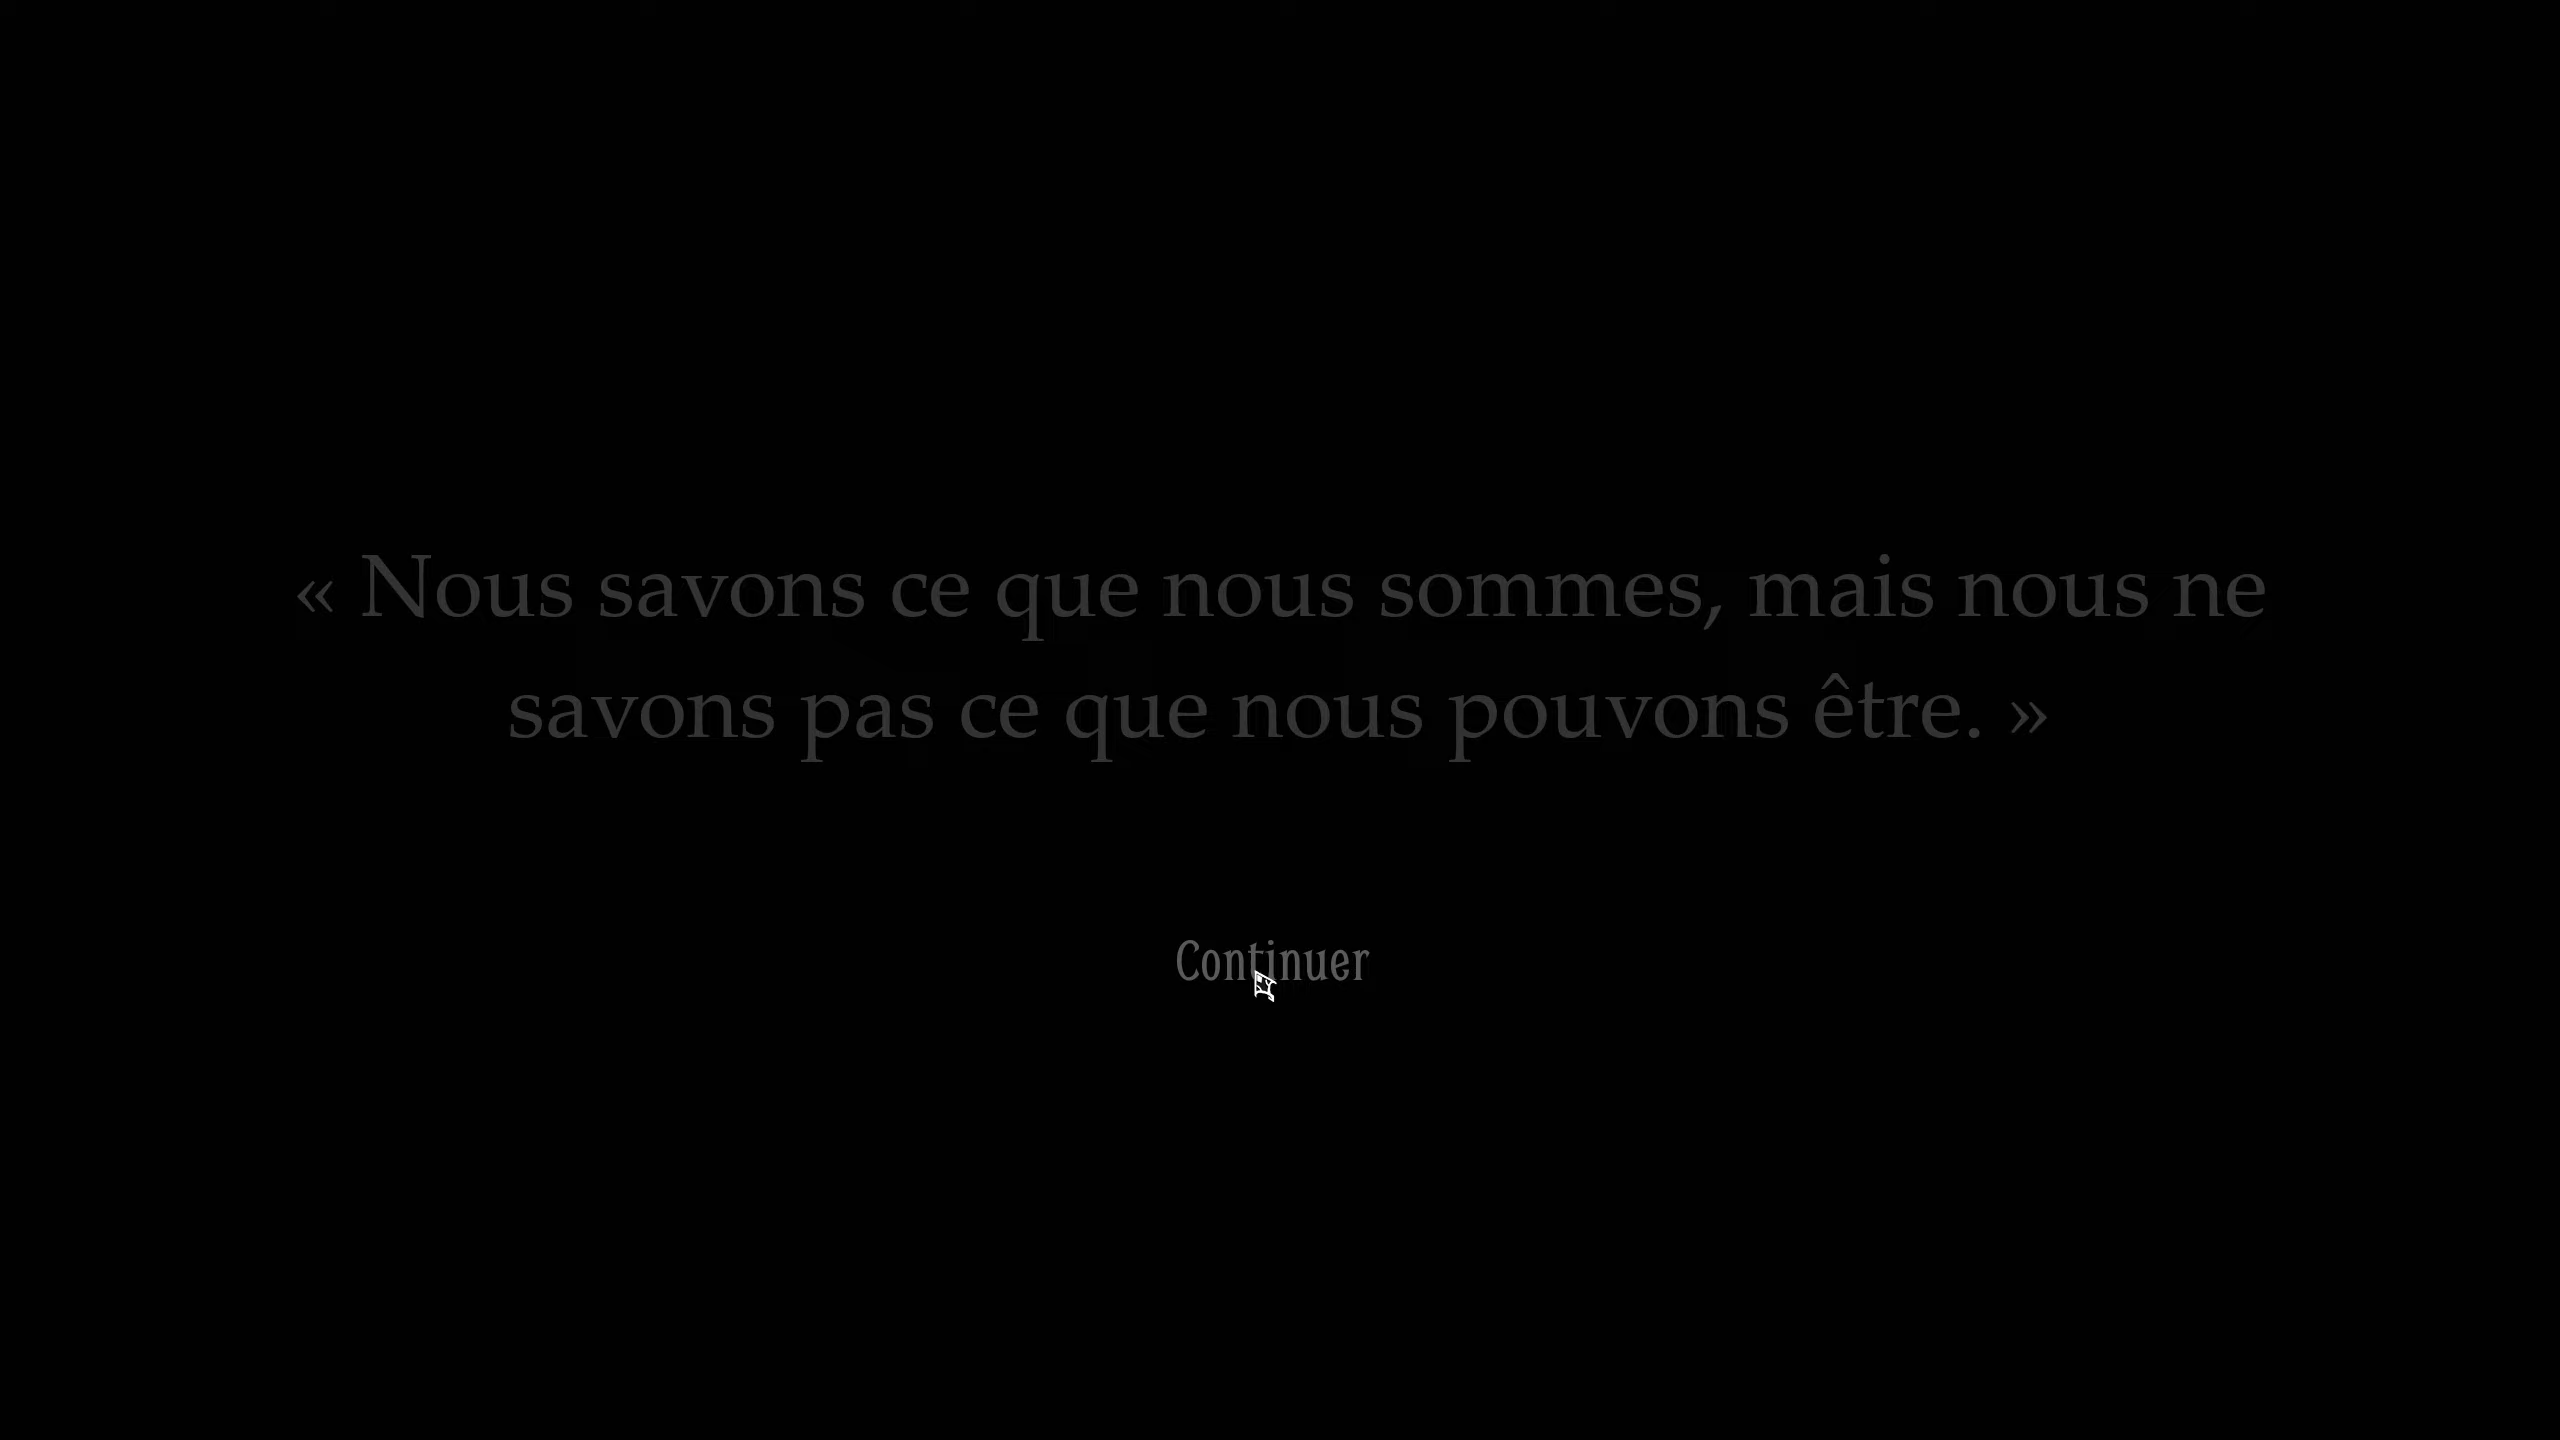 « Nous savons ce que nous sommes, mais nous ne
savons pas ce que nous pouvons être. »
Continuer